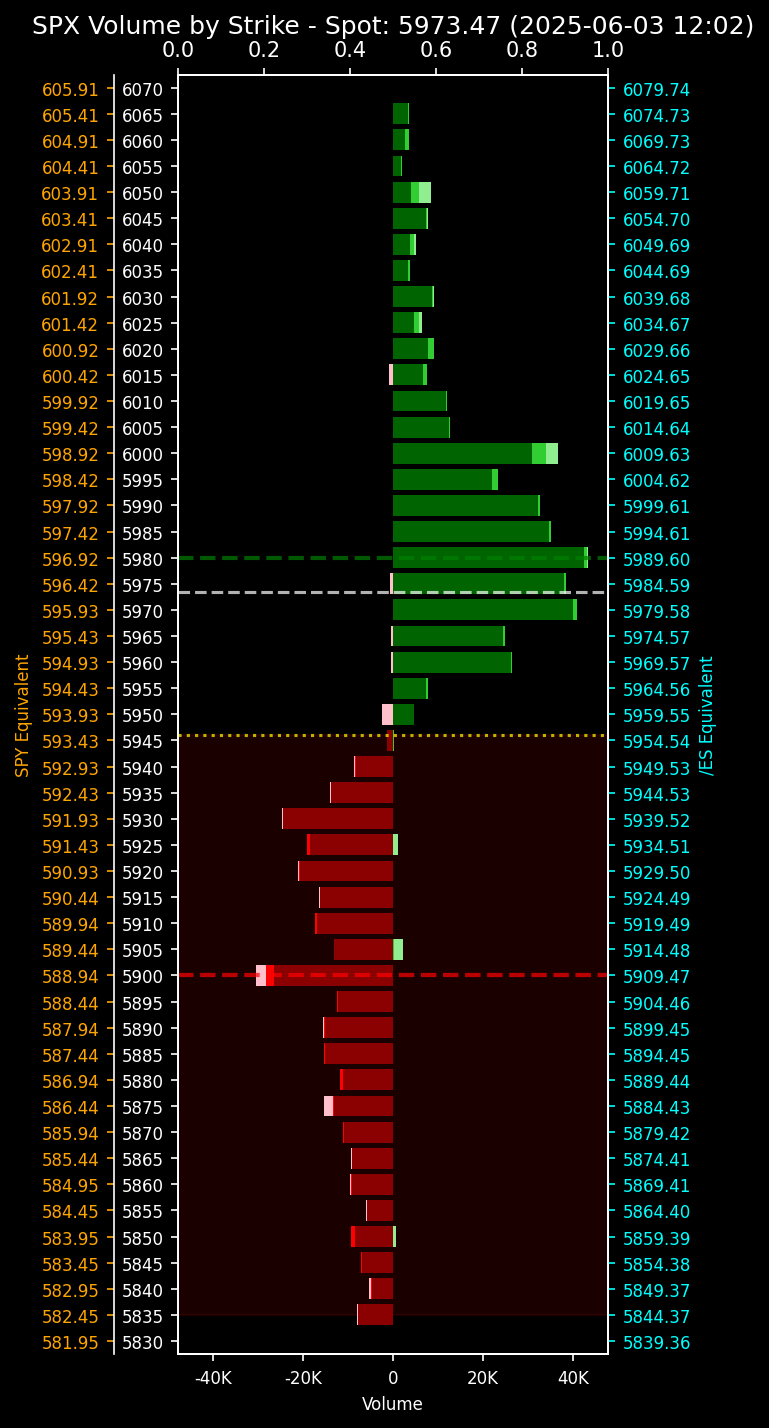 SPX Volume by Strike - Spot: 5973.47 (2025-06-03 12:02)
0.0 0.2 0.4 0.6 0.8 1.0
605.91 6070 6079.74
605.41 6065 6074.73
604.91 6060 6069.73
604.41 6055 6064.72
603.91 6050 6059.71
603.41 6045 6054.70
602.91 6040 6049.69
602.41 6035 6044.69
601.92 6030 6039.68
601.42 6025 6034.67
600.92 6020 6029.66
600.42 6015 6024.65
599.92 6010 6019.65
599.42 6005 6014.64
598.92 6000 6009.63
598.42 5995 6004.62
597.92 5990 5999.61
597.42 5985 5994.61
596.92 5980 5989.60
596.42 5975 5984.59
595.93 5970 5979.58
595.43 5965 5974.57
594.93 5960 5969.57
594.43 5955 5964.56
593.93 5950 5959.55
593.43 5945 5954.54
592.93 5940 5949.53
592.43 5935 5944.53
591.93 5930 5939.52
591.43 5925 5934.51
590.93 5920 5929.50
590.44 5915 5924.49
589.94 5910 5919.49
589.44 5905 5914.48
588.94 5900 5909.47
588.44 5895 5904.46
587.94 5890 5899.45
587.44 5885 5894.45
586.94 5880 5889.44
586.44 5875 5884.43
585.94 5870 5879.42
585.44 5865 5874.41
584.95 5860 5869.41
584.45 5855 5864.40
583.95 5850 5859.39
583.45 5845 5854.38
582.95 5840 5849.37
582.45 5835 5844.37
581.95 5830 5839.36
SPY Equivalent
/ES Equivalent
-40K -20K 0 20K 40K
Volume